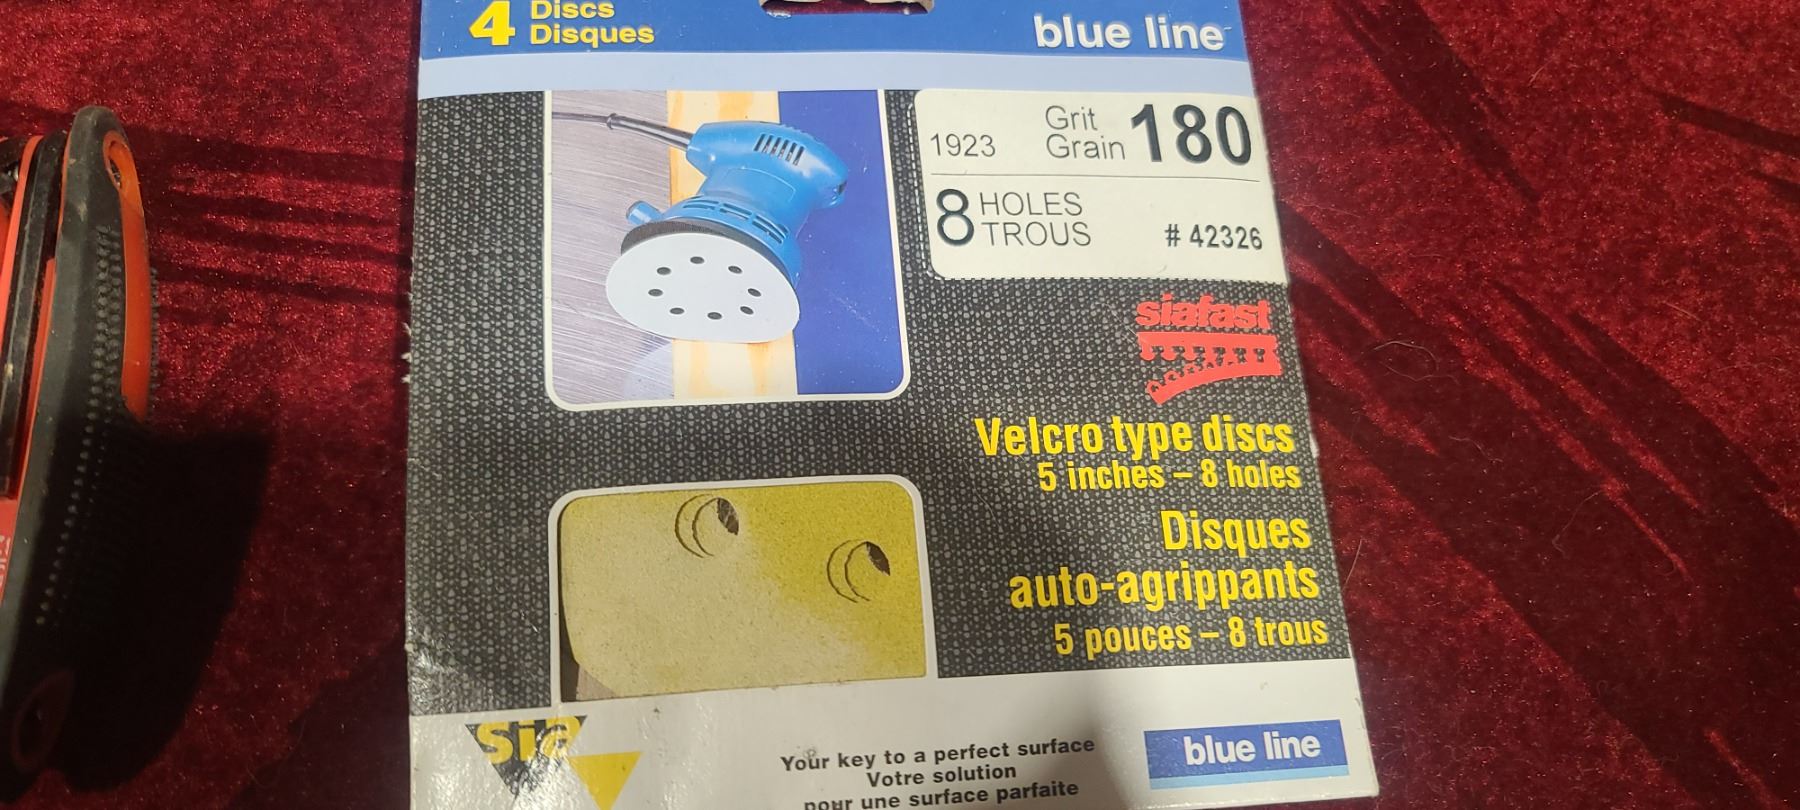 4 Discs
Disques
blue line
1923 Grit
Grain 180
8 HOLES
TROUS # 42326
siafast
Velcro type discs
5 inches – 8 holes
Disques
auto-agrippants
5 pouces – 8 trous
sia
Your key to a perfect surface
Votre solution
pour une surface parfaite
blue line